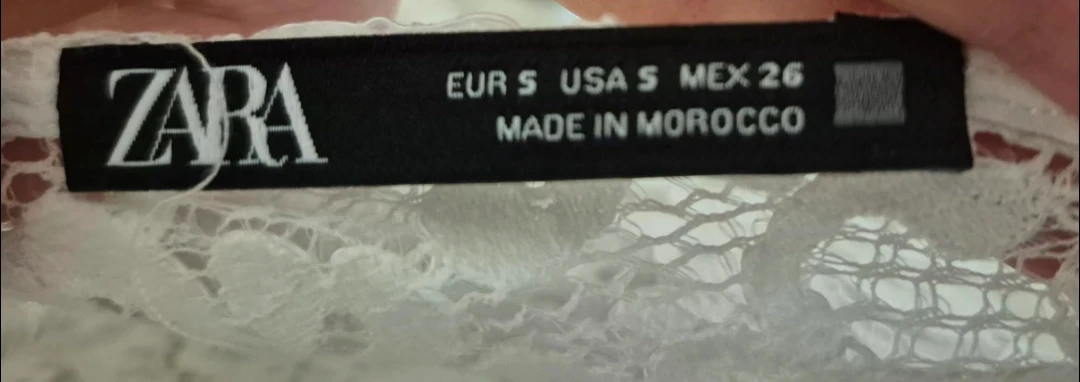 ZARA
EUR S USA S MEX 26
MADE IN MOROCCO